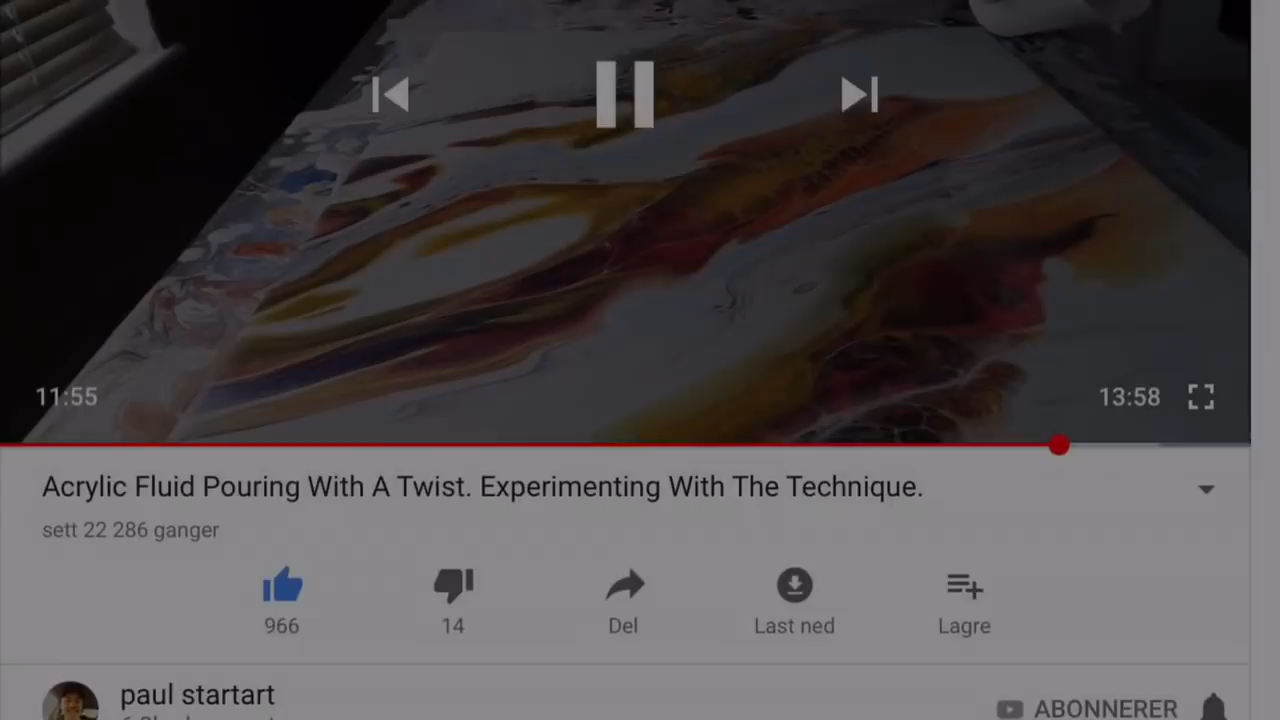 11:55
13:58
Acrylic Fluid Pouring With A Twist. Experimenting With The Technique.
sett 22 286 ganger
966
14
Del
Last ned
Lagre
paul startart
ABONNERER